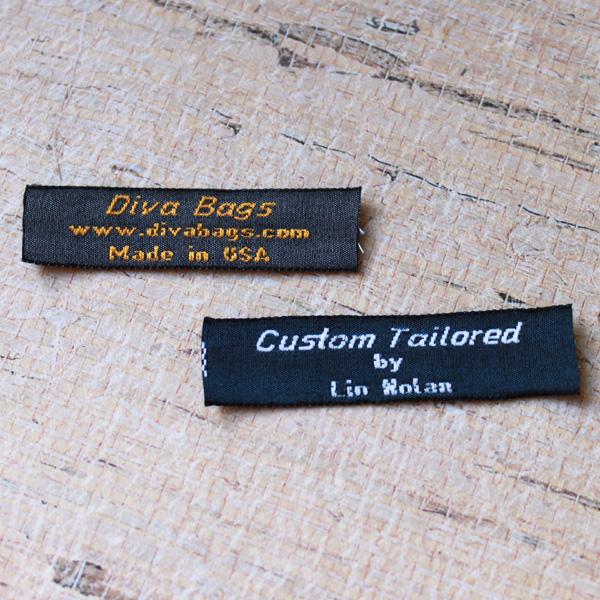 Diva Bags
www.divabags.com
Made in USA
Custom Tailored
by
Lin Nolan